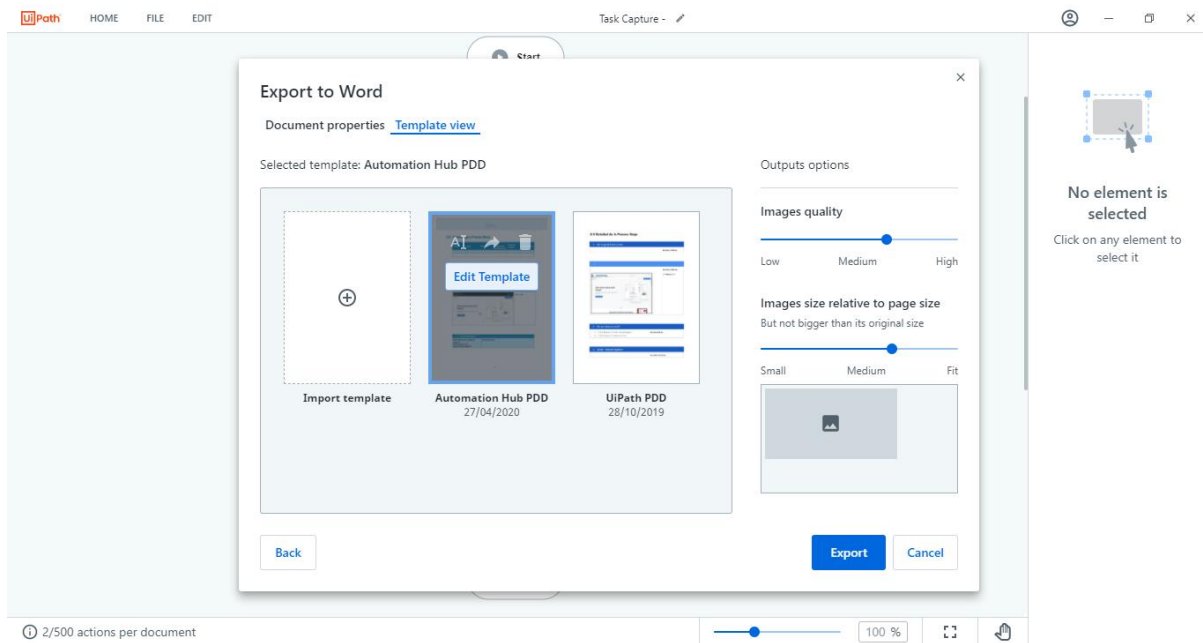 UiPath HOME FILE EDIT Task Capture -
Start
Export to Word
Document properties Template view
Selected template: Automation Hub PDD
Outputs options
Images quality
Low Medium High
Images size relative to page size
But not bigger than its original size
Small Medium Fit
AI
Edit Template
Import template
Automation Hub PDD
27/04/2020
UiPath PDD
28/10/2019
Back
Export
Cancel
No element is
selected
Click on any element to
select it
2/500 actions per document
100 %